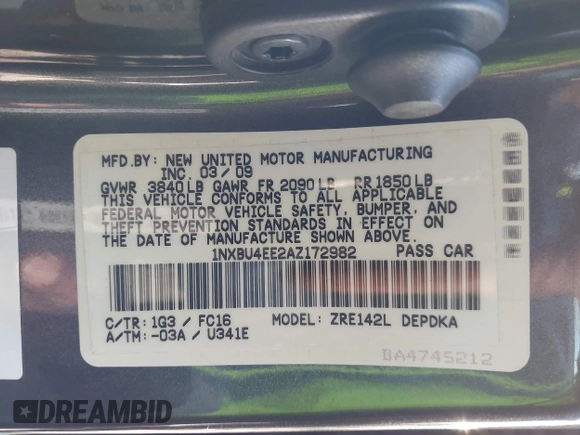 MFD.BY: NEW UNITED MOTOR MANUFACTURING
INC. 03/09
GVWR 3840LB GAWR FR 2090LB RR1850LB
THIS VEHICLE CONFORMS TO ALL APPLICABLE
FEDERAL MOTOR VEHICLE SAFETY, BUMPER, AND
THEFT PREVENTION STANDARDS IN EFFECT ON
THE DATE OF MANUFACTURE SHOWN ABOVE.
1NXBU4EE2AZ172982 PASS CAR
C/TR: 1G3 / FC16 MODEL: ZRE142L DEPDKA
A/TM: -03A / U341E
BA4745212
DREAMBID